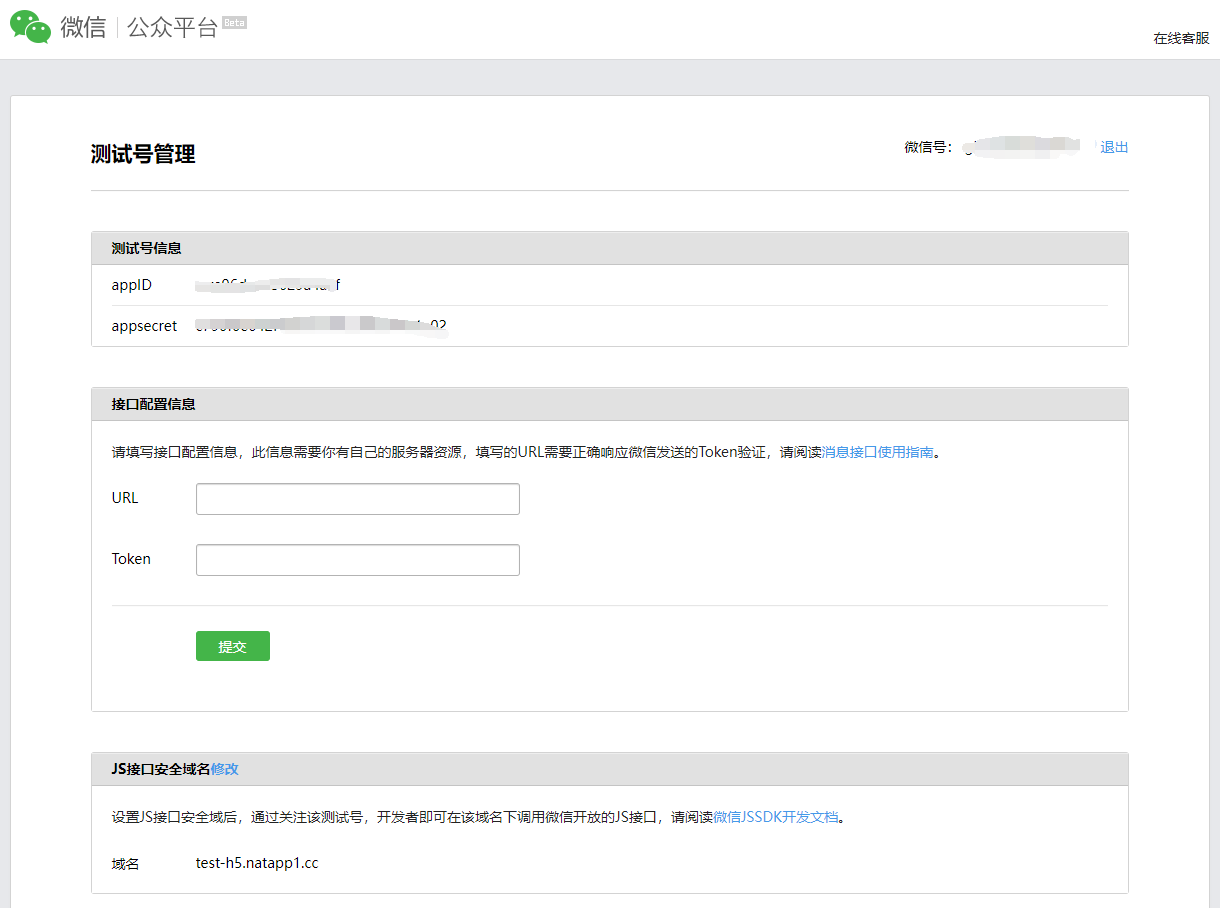 微信 公众平台 Beta
在线客服
测试号管理
微信号： 退出
测试号信息
appID
appsecret
接口配置信息
请填写接口配置信息，此信息需要你有自己的服务器资源，填写的URL需要正确响应微信发送的Token验证，请阅读消息接口使用指南。
URL
Token
提交
JS接口安全域名修改
设置JS接口安全域后，通过关注该测试号，开发者即可在该域名下调用微信开放的JS接口，请阅读微信JSSDK开发文档。
域名 test-h5.natapp1.cc